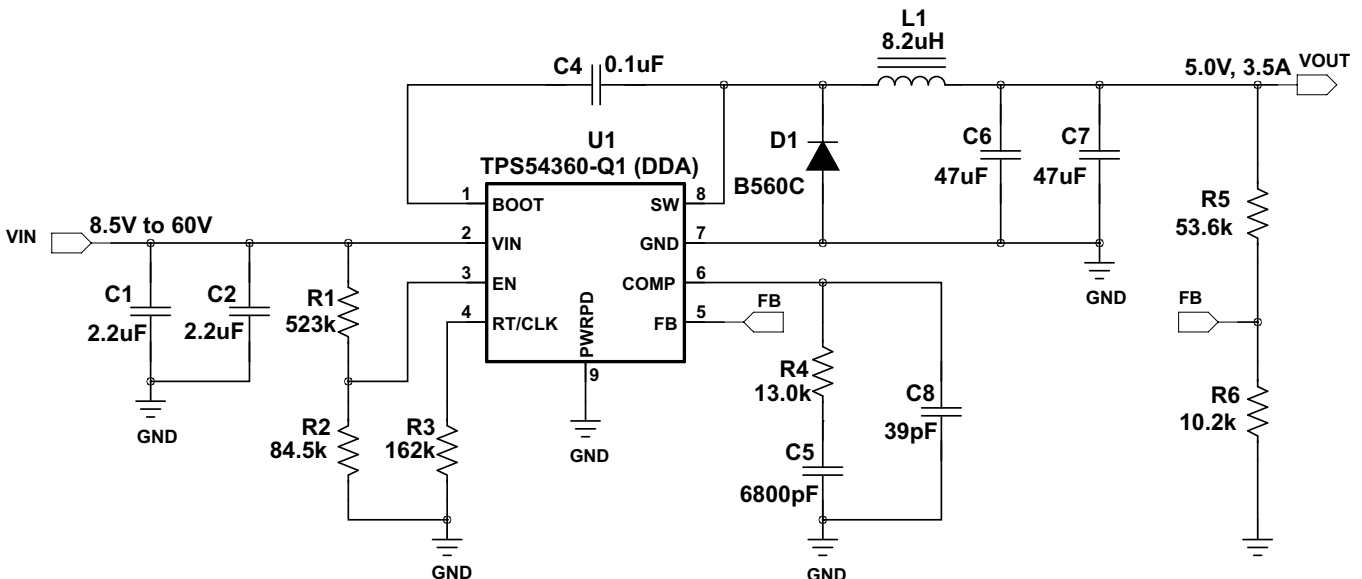 L1
8.2uH
C4
0.1uF
5.0V, 3.5A
VOUT
U1
TPS54360-Q1 (DDA)
D1
B560C
C6
47uF
C7
47uF
R5
53.6k
1
BOOT
SW
8
VIN
8.5V to 60V
2
VIN
GND
7
3
EN
COMP
6
4
RT/CLK
FB
5
PWRPD
9
FB
GND
FB
C1
2.2uF
C2
2.2uF
R1
523k
R4
13.0k
C8
39pF
R6
10.2k
GND
R2
84.5k
R3
162k
GND
C5
6800pF
GND
GND